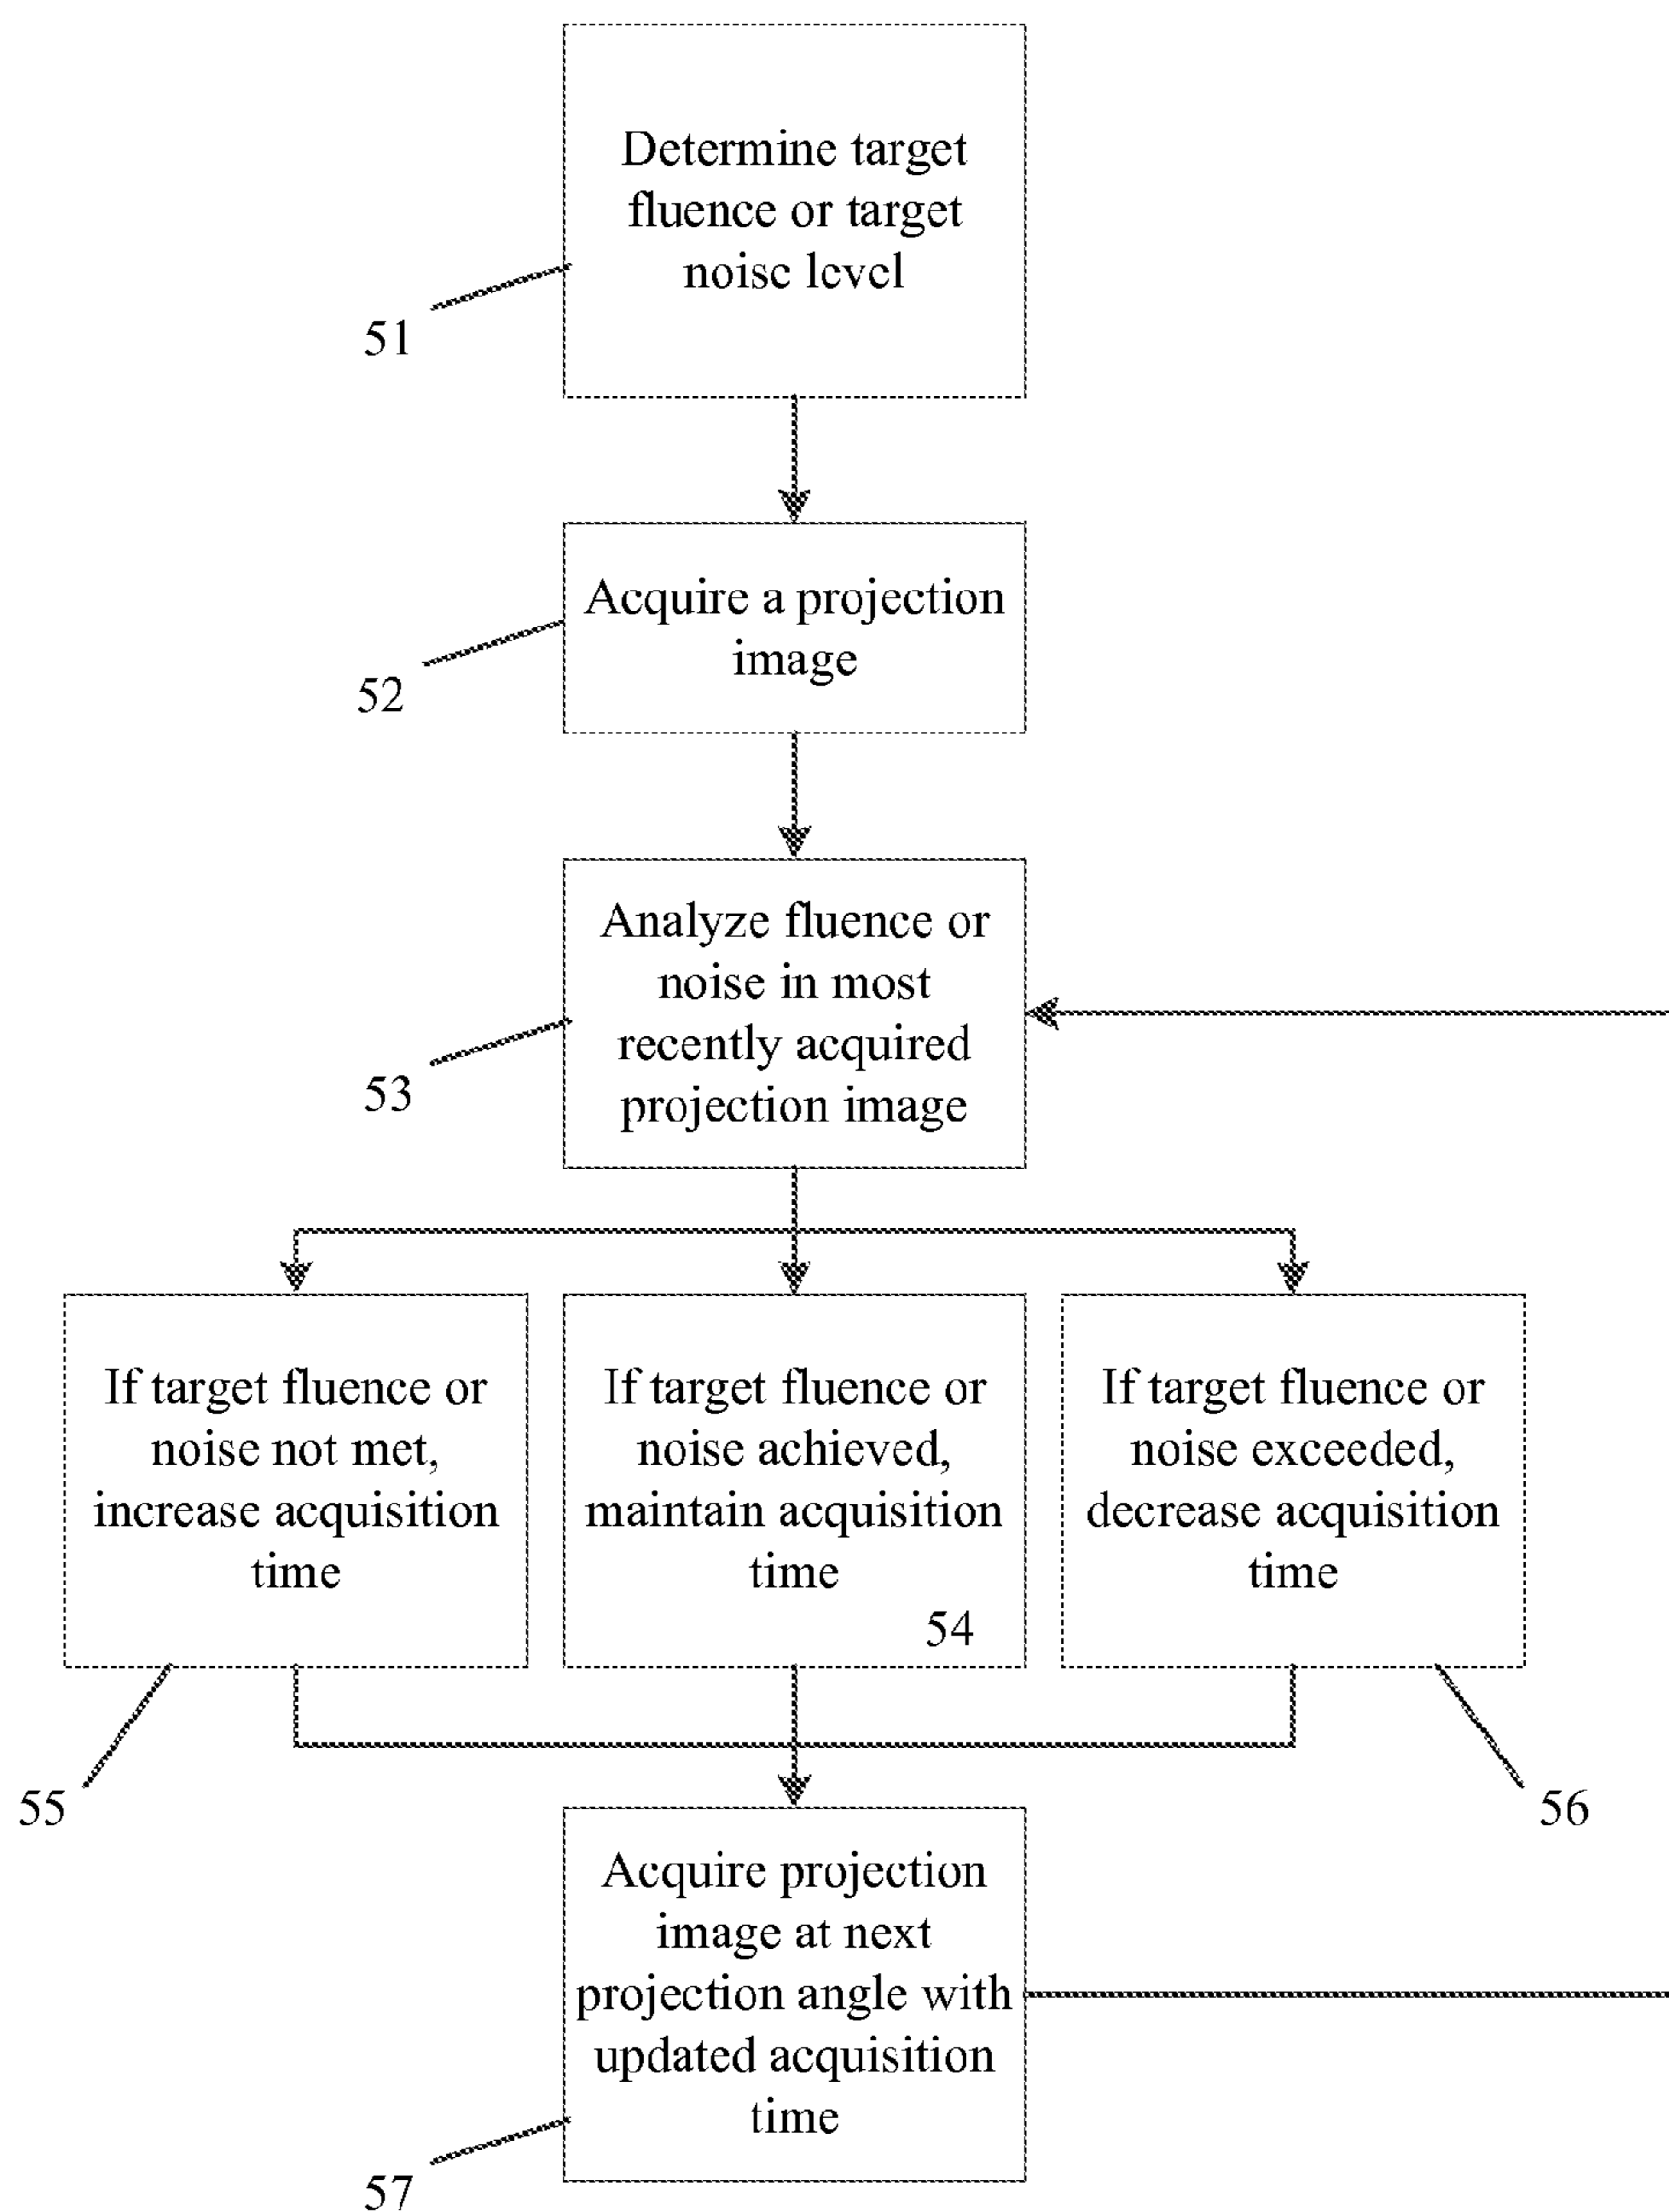 Determine target
fluence or target
noise level
51
Acquire a projection
image
52
Analyze fluence or
noise in most
recently acquired
projection image
53
If target fluence or
noise not met,
increase acquisition
time
If target fluence or
noise achieved,
maintain acquisition
time
54
If target fluence or
noise exceeded,
decrease acquisition
time
55
56
Acquire projection
image at next
projection angle with
updated acquisition
time
57